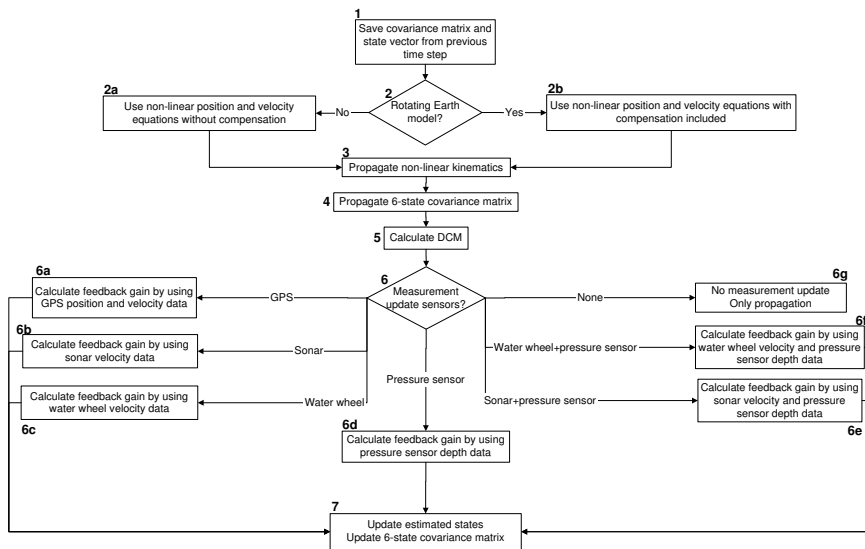 1
Save covariance matrix and
state vector from previous
time step
2a
Use non-linear position and velocity
equations without compensation
No
2
Rotating Earth
model?
Yes
2b
Use non-linear position and velocity equations with
compensation included
3
Propagate non-linear kinematics
4
Propagate 6-state covariance matrix
5
Calculate DCM
6a
Calculate feedback gain by using
GPS position and velocity data
GPS
6
Measurement
update sensors?
None
6g
No measurement update
Only propagation
6b
Calculate feedback gain by using
sonar velocity data
Sonar
Water wheel+pressure sensor
6f
Calculate feedback gain by using
water wheel velocity and pressure
sensor depth data
Pressure sensor
Calculate feedback gain by using
water wheel velocity data
6c
Water wheel
Sonar+pressure sensor
Calculate feedback gain by using
sonar velocity and pressure
sensor depth data
6e
6d
Calculate feedback gain by using
pressure sensor depth data
7
Update estimated states
Update 6-state covariance matrix